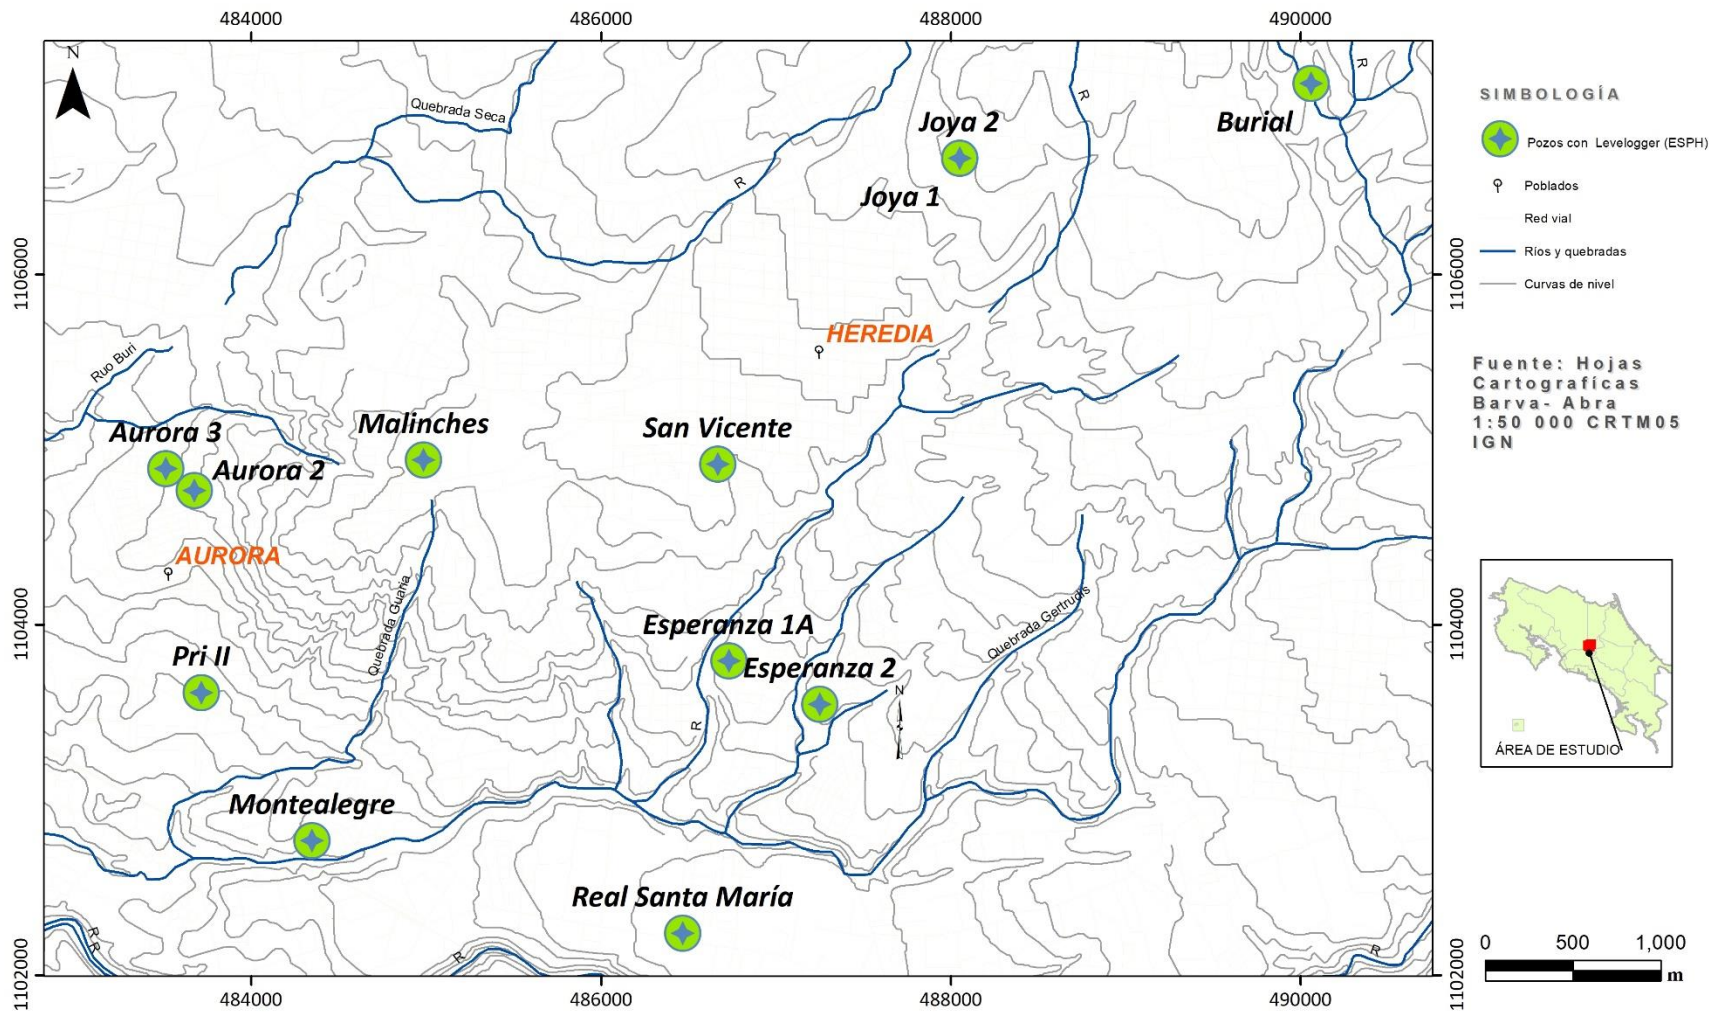 484000
486000
488000
490000
N
Quebrada Seca
R
R
R
Joya 2
Burial
Joya 1
SIMBOLOGÍA
Pozos con Levelogger (ESPH)
Poblados
Red vial
Ríos y quebradas
Curvas de nivel
1106000
1106000
HEREDIA
Ruo Buri
Fuente: Hojas
Cartografícas
Barva- Abra
1:50 000 CRTM05
IGN
Aurora 3
Malinches
San Vicente
Aurora 2
AURORA
Quebrada Guaria
Quebrada Gertrudis
1104000
1104000
Esperanza 1A
Pri II
Esperanza 2
N
R
ÁREA DE ESTUDIO
Montealegre
Real Santa María
R
R
R
R
1102000
1102000
0 500 1,000
m
484000
486000
488000
490000